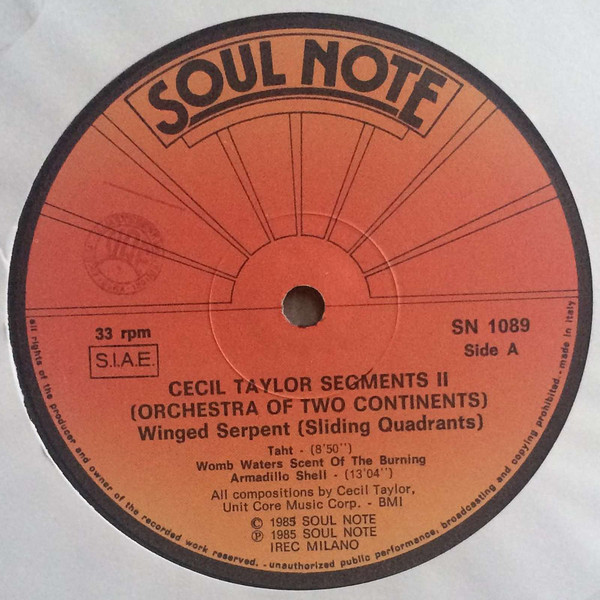 SOUL NOTE
33 rpm
S.I.A.E.
SN 1089
Side A
CECIL TAYLOR SEGMENTS II
(ORCHESTRA OF TWO CONTINENTS)
Winged Serpent (Sliding Quadrants)
Taht - (8'50'')
Womb Waters Scent Of The Burning
Armadillo Shell - (13'04'')
All compositions by Cecil Taylor,
Unit Core Music Corp. - BMI
© 1985 SOUL NOTE
℗ 1985 SOUL NOTE
IREC MILANO
all rights of the producer and owner of the recorded work reserved. - unauthorized public performance, broadcasting and copying prohibited. - made in italy